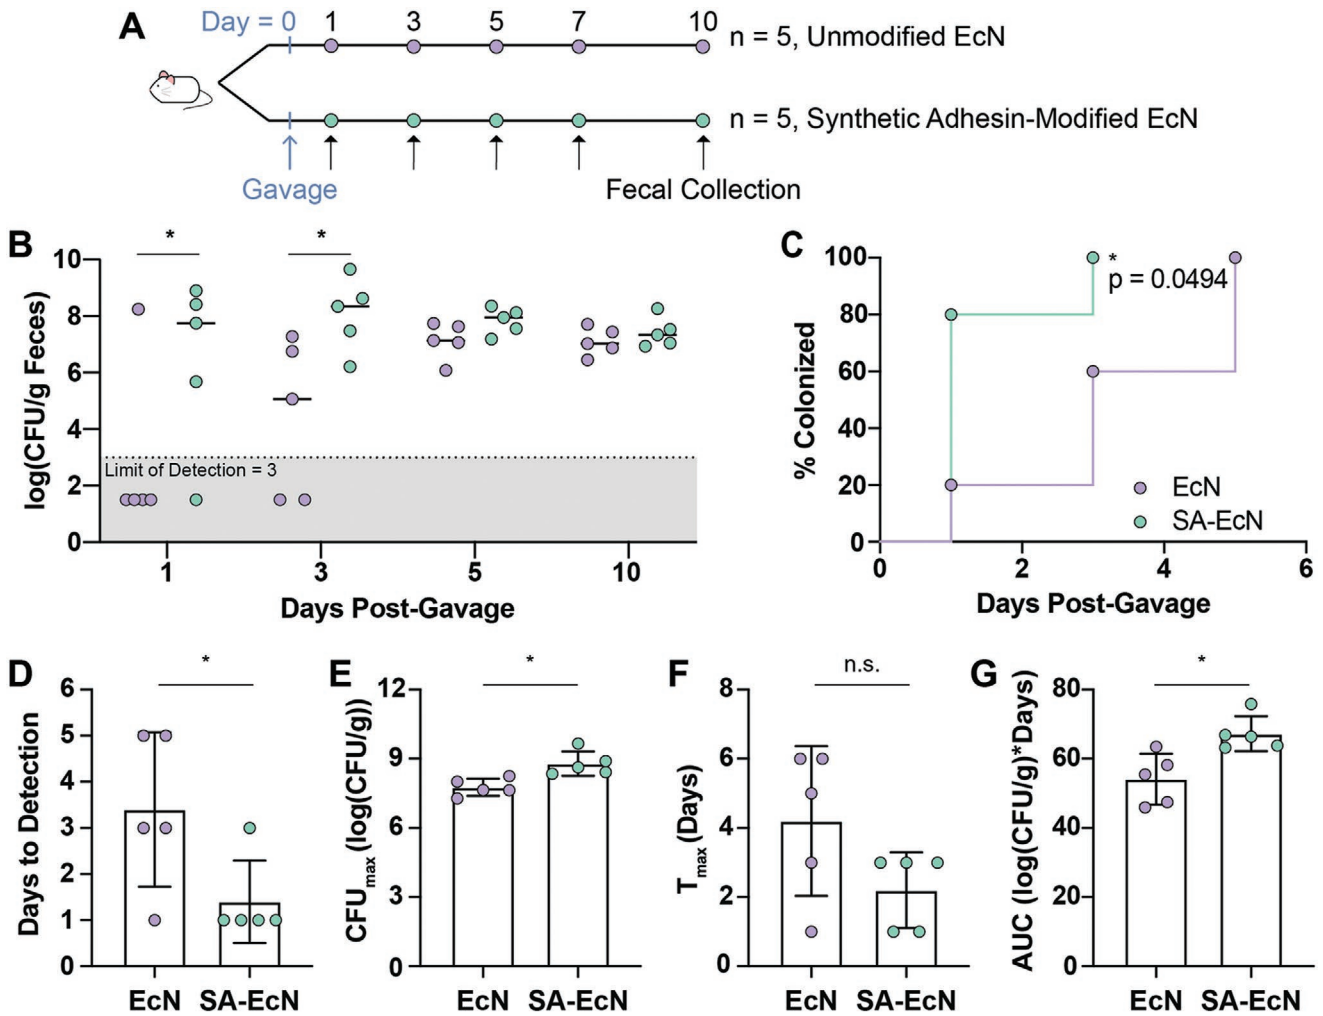 A
Day = 0 1 3 5 7 10
n = 5, Unmodified EcN
n = 5, Synthetic Adhesin-Modified EcN
Gavage
Fecal Collection
B
log(CFU/g Feces)
10
8
6
4
2
0
* *
Limit of Detection = 3
1 3 5 10
Days Post-Gavage
C
% Colonized
100
80
60
40
20
0
*
p = 0.0494
EcN
SA-EcN
0 2 4 6
Days Post-Gavage
D
Days to Detection
6
5
4
3
2
1
0
*
EcN SA-EcN
E
CFUmax (log(CFU/g))
12
9
6
3
0
*
EcN SA-EcN
F
Tmax (Days)
8
6
4
2
0
n.s.
EcN SA-EcN
G
AUC (log(CFU/g)*Days)
80
60
40
20
0
*
EcN SA-EcN